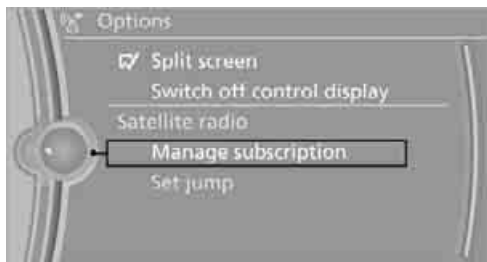 Options
Split screen
Switch off control display
Satellite radio
Manage subscription
Set jump